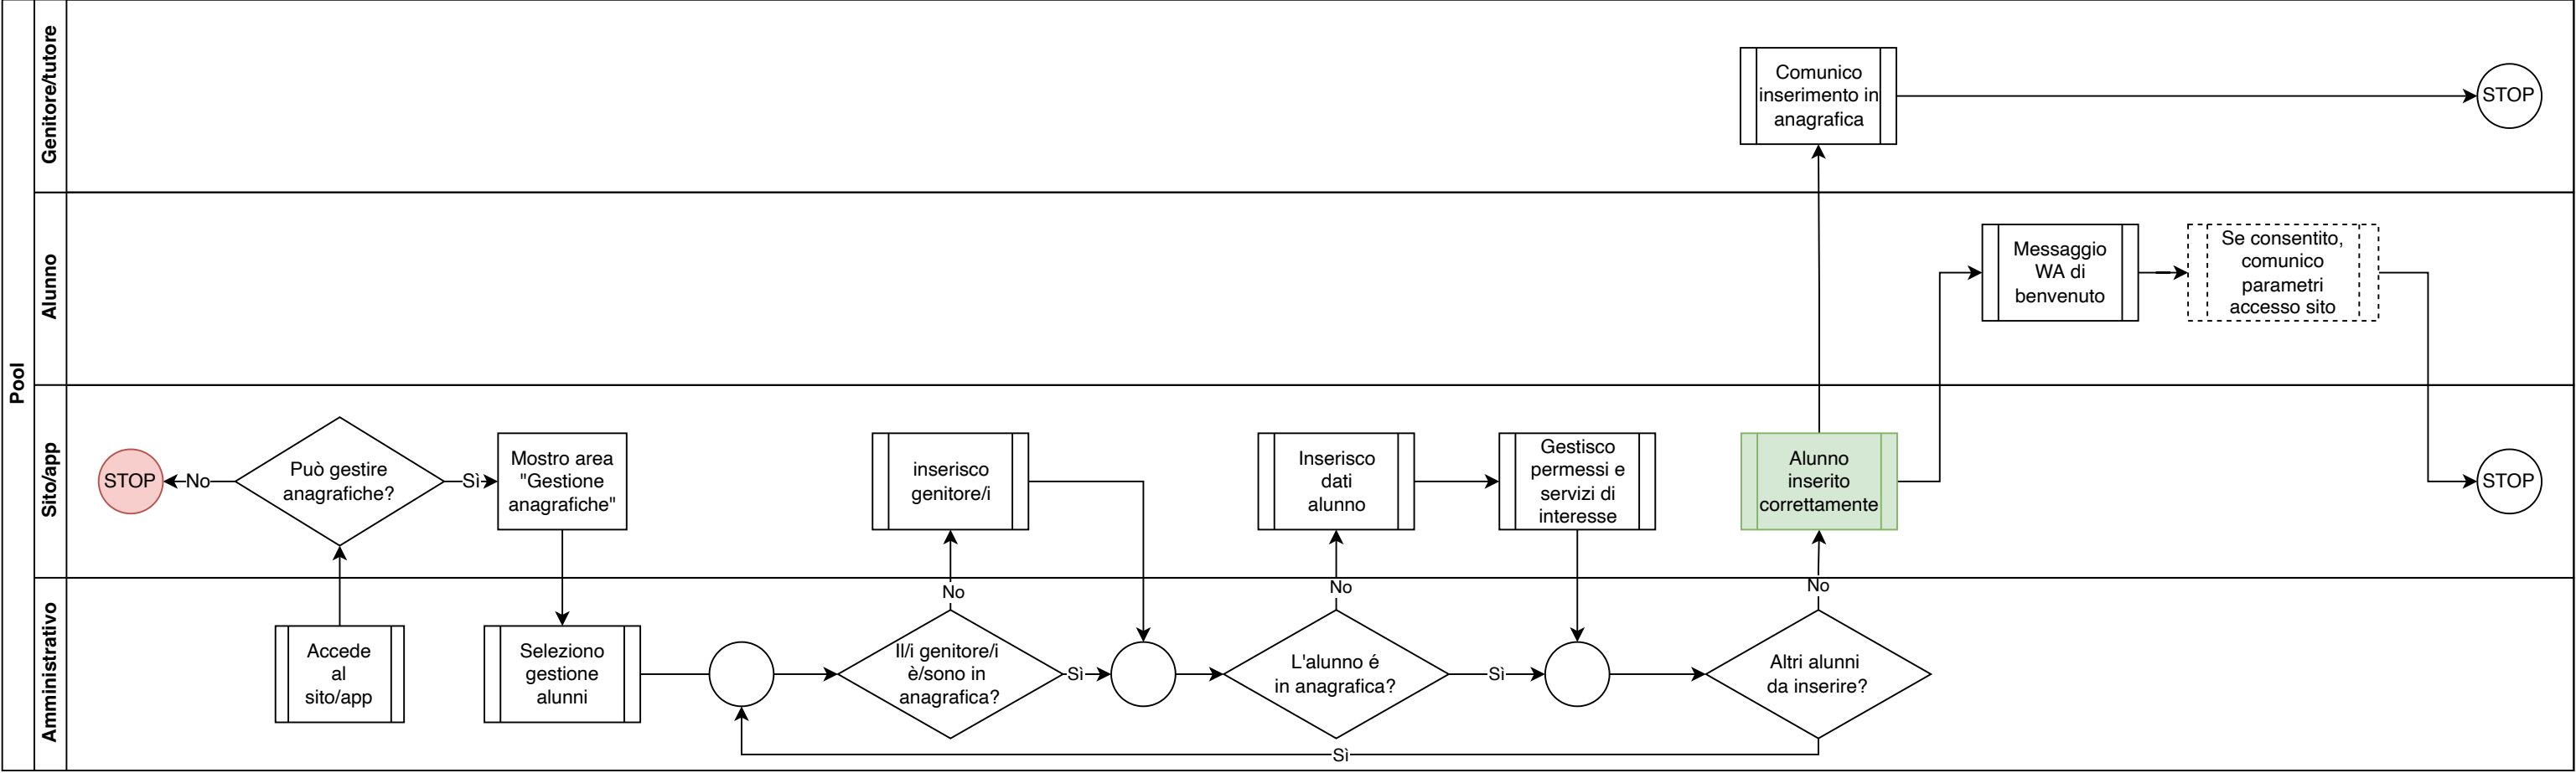 Pool
Genitore/tutore
Comunico
inserimento in
anagrafica
STOP
Alunno
Messaggio
WA di
benvenuto
Se consentito,
comunico
parametri
accesso sito
Sito/app
STOP
No
Può gestire
anagrafiche?
Sì
Mostro area
"Gestione
anagrafiche"
inserisco
genitore/i
Inserisco
dati
alunno
Gestisco
permessi e
servizi di
interesse
Alunno
inserito
correttamente
STOP
Amministrativo
Accede
al
sito/app
Seleziono
gestione
alunni
No
Il/i genitore/i
è/sono in
anagrafica?
Sì
No
L'alunno é
in anagrafica?
Sì
No
Altri alunni
da inserire?
Sì